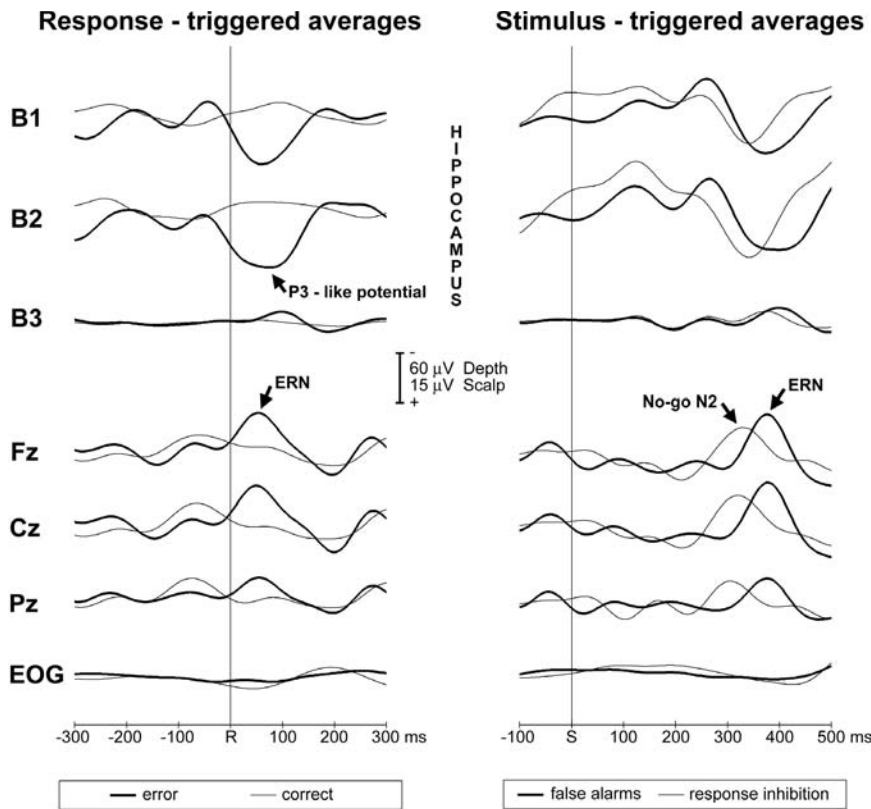 Response - triggered averages
Stimulus - triggered averages
B1
B2
P3 - like potential
B3
HIPPOCAMPUS
-
60 μV Depth
15 μV Scalp
+
ERN
No-go N2
ERN
Fz
Cz
Pz
EOG
-300 -200 -100 R 100 200 300 ms
-100 S 100 200 300 400 500 ms
error correct
false alarms response inhibition